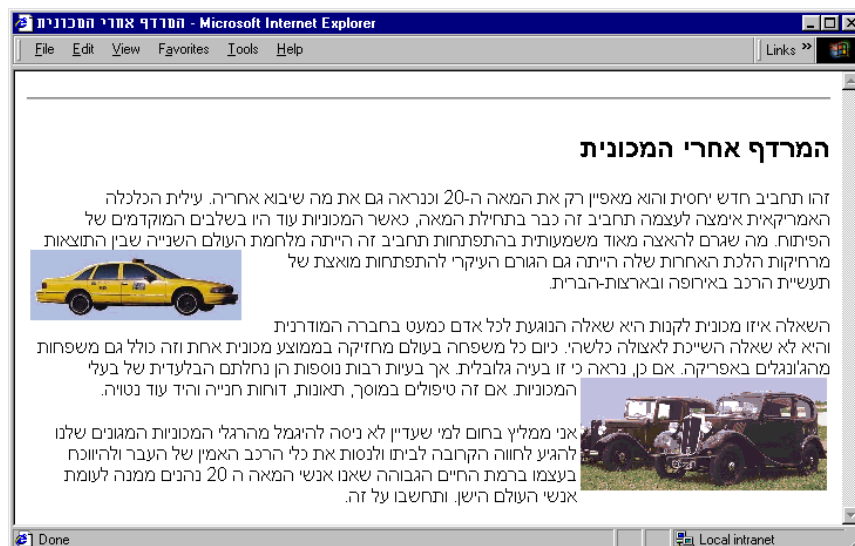 המרדף אחרי המכונית - Microsoft Internet Explorer
File Edit View Favorites Tools Help Links »
המרדף אחרי המכונית
זהו תחביב חדש יחסית והוא מאפיין רק את המאה ה-20 וכנראה גם את מה שיבוא אחריה. עילית הכלכלה
האמריקאית אימצה לעצמה תחביב זה כבר בתחילת המאה, כאשר המכוניות עוד היו בשלבים המוקדמים של
הפיתוח. מה שגרם להאצה מאוד משמעותית בהתפתחות תחביב זה הייתה מלחמת העולם השנייה שבין התוצאות
מרחיקות הלכת האחרות שלה הייתה גם הגורם העיקרי להתפתחות מואצת של
תעשיית הרכב באירופה ובארצות-הברית.
השאלה איזו מכונית לקנות היא שאלה הנוגעת לכל אדם כמעט בחברה המודרנית
והיא לא שאלה השייכת לאצולה כלשהי. כיום כל משפחה בעולם מחזיקה בממוצע מכונית אחת וזה כולל גם משפחות
מהג'ונגלים באפריקה. אם כן, נראה כי זו בעיה גלובלית. אך בעיות רבות נוספות הן נחלתם הבלעדית של בעלי
המכוניות. אם זה טיפולים במוסך, תאונות, דוחות חנייה והיד עוד נטויה.
אני ממליץ בחום למי שעדיין לא ניסה להיגמל מהרגלי המכוניות המגונים שלנו
להגיע לחווה הקרובה לביתו ולנסות את כלי הרכב האמין של העבר ולהיווכח
בעצמו ברמת החיים הגבוהה שאנו אנשי המאה ה 20 נהנים ממנה לעומת
אנשי העולם הישן. ותחשבו על זה.
Done Local intranet